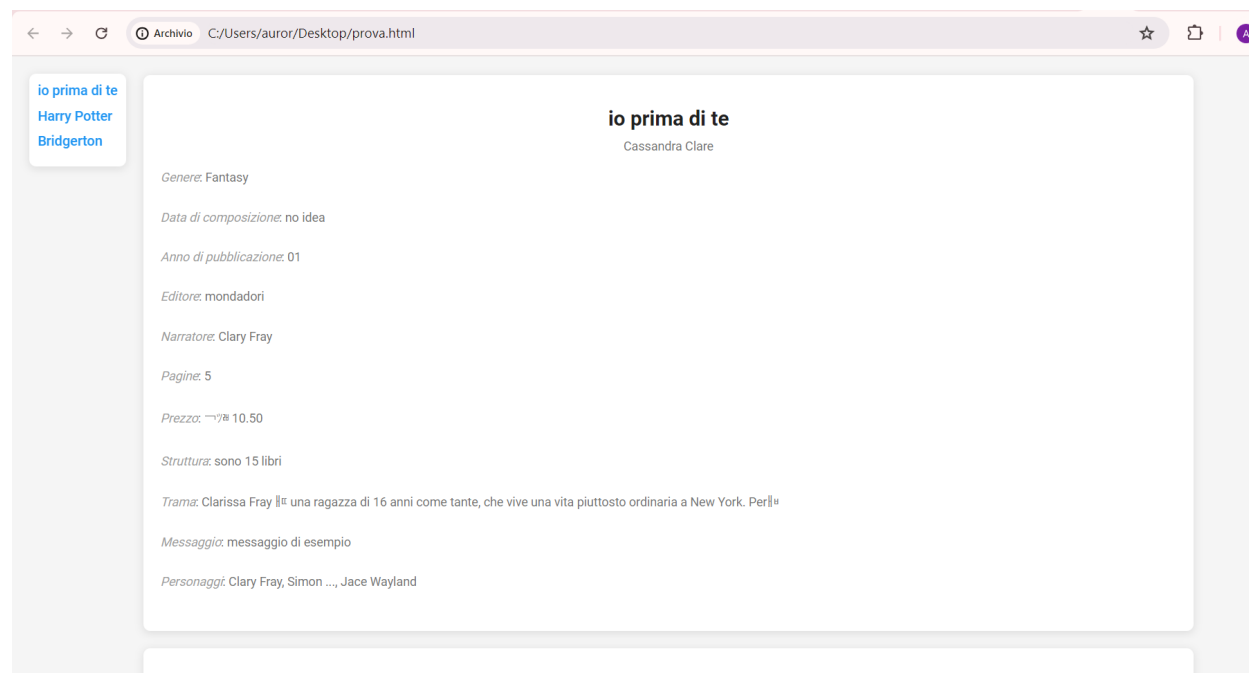 Archivio C:/Users/auror/Desktop/prova.html
A
io prima di te
Harry Potter
Bridgerton
io prima di te
Cassandra Clare
Genere: Fantasy
Data di composizione: no idea
Anno di pubblicazione: 01
Editore: mondadori
Narratore: Clary Fray
Pagine: 5
Prezzo: 10.50
Struttura: sono 15 libri
Trama: Clarissa Fray una ragazza di 16 anni come tante, che vive una vita piuttosto ordinaria a New York. Per
Messaggio: messaggio di esempio
Personaggi: Clary Fray, Simon ..., Jace Wayland